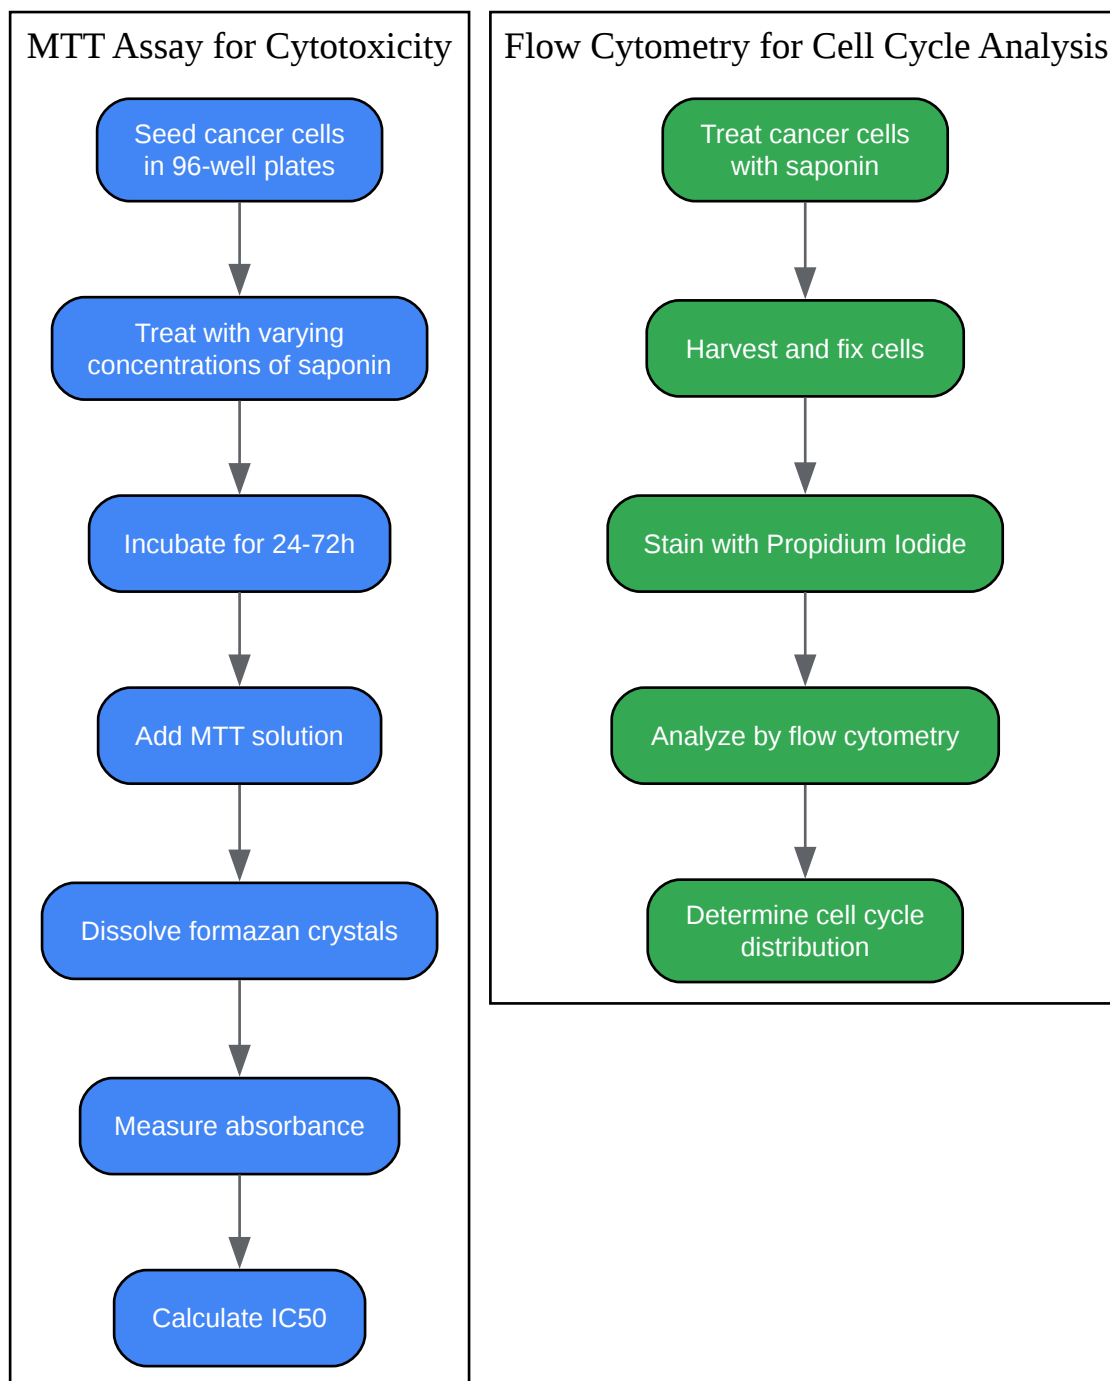 MTT Assay for Cytotoxicity
Seed cancer cells
in 96-well plates
Treat with varying
concentrations of saponin
Incubate for 24-72h
Add MTT solution
Dissolve formazan crystals
Measure absorbance
Calculate IC50
Flow Cytometry for Cell Cycle Analysis
Treat cancer cells
with saponin
Harvest and fix cells
Stain with Propidium Iodide
Analyze by flow cytometry
Determine cell cycle
distribution